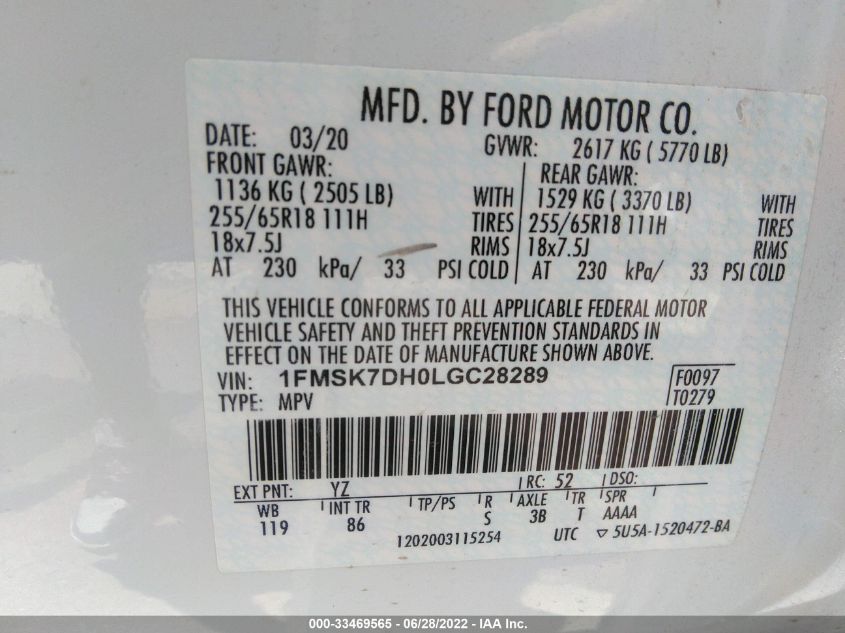 MFD. BY FORD MOTOR CO.
DATE: 03/20 GVWR: 2617 KG ( 5770 LB)
FRONT GAWR: REAR GAWR:
1136 KG ( 2505 LB) WITH 1529 KG ( 3370 LB) WITH
255/65R18 111H TIRES 255/65R18 111H TIRES
18x7.5J RIMS 18x7.5J RIMS
AT 230 kPa/ 33 PSI COLD AT 230 kPa/ 33 PSI COLD
THIS VEHICLE CONFORMS TO ALL APPLICABLE FEDERAL MOTOR
VEHICLE SAFETY AND THEFT PREVENTION STANDARDS IN
EFFECT ON THE DATE OF MANUFACTURE SHOWN ABOVE.
VIN: 1FMSK7DH0LGC28289 F0097
TYPE: MPV T0279
EXT PNT: YZ RC: 52 DSO:
WB INT TR TP/PS R AXLE TR SPR
119 86 S 3B T AAAA
1202003115254 UTC ▽ 5U5A-1520472-BA
000-33469565 - 06/28/2022 - IAA Inc.